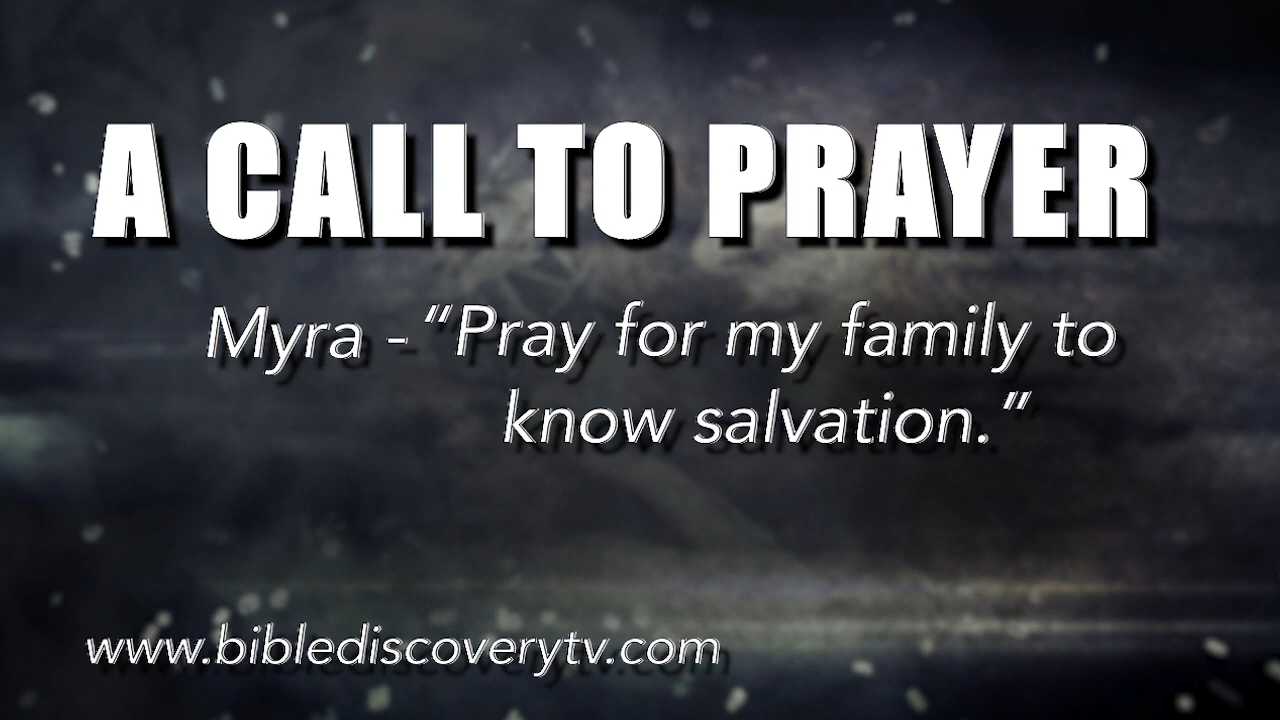 A CALL TO PRAYER
Myra - “Pray for my family to
know salvation.”
www.biblediscoverytv.com